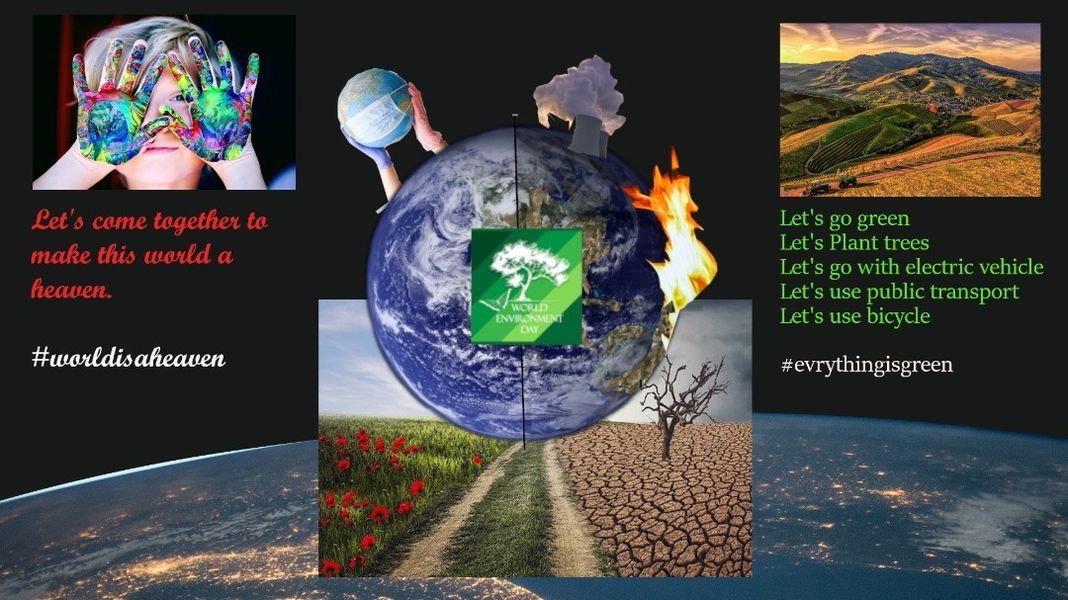 Let's come together to
make this world a
heaven.
#worldisaheaven
WORLD
ENVIRONMENT
DAY
Let's go green
Let's Plant trees
Let's go with electric vehicle
Let's use public transport
Let's use bicycle
#evrythingisgreen